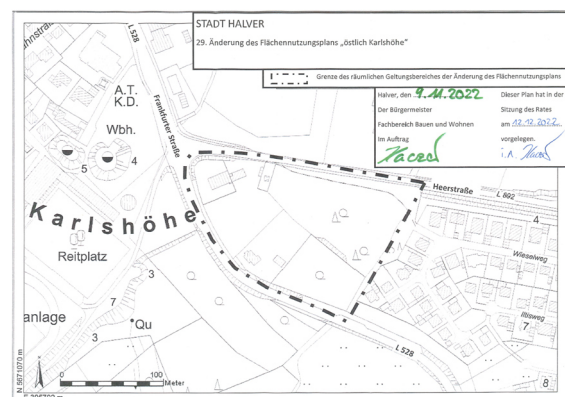 STADT HALVER
29. Änderung des Flächennutzungsplans „östlich Karlshöhe“
Grenze des räumlichen Geltungsbereiches der Änderung des Flächennutzungsplans
Halver, den 9.11.2022
Der Bürgermeister
Fachbereich Bauen und Wohnen
Im Auftrag
Dieser Plan hat in der
Sitzung des Rates
am 12.12.2022
vorgelegen.
i.A.
L 528
Frankfurter Straße
A.T.
K.D.
Wbh.
5
4
Karlshöhe
Reitplatz
3
7
3
anlage
Qu
Heerstraße
L 892
4
Wieselweg
Iltisweg
7
8
L 528
N 5671070 m
0 100
Meter